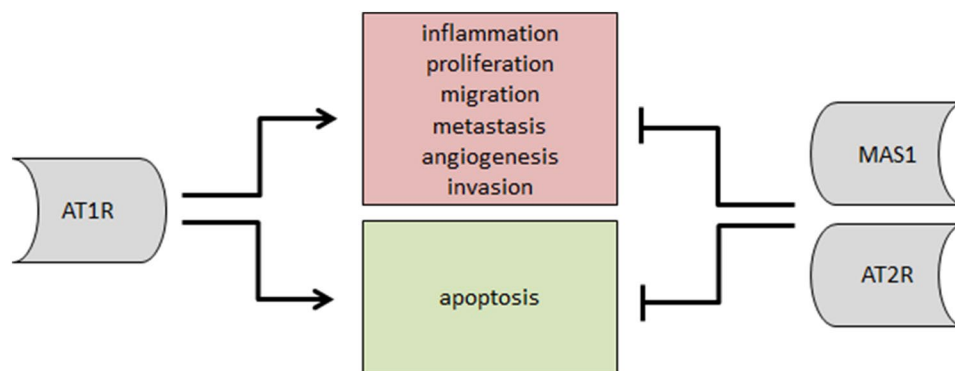 inflammation
proliferation
migration
metastasis
angiogenesis
invasion
AT1R
MAS1
AT2R
apoptosis